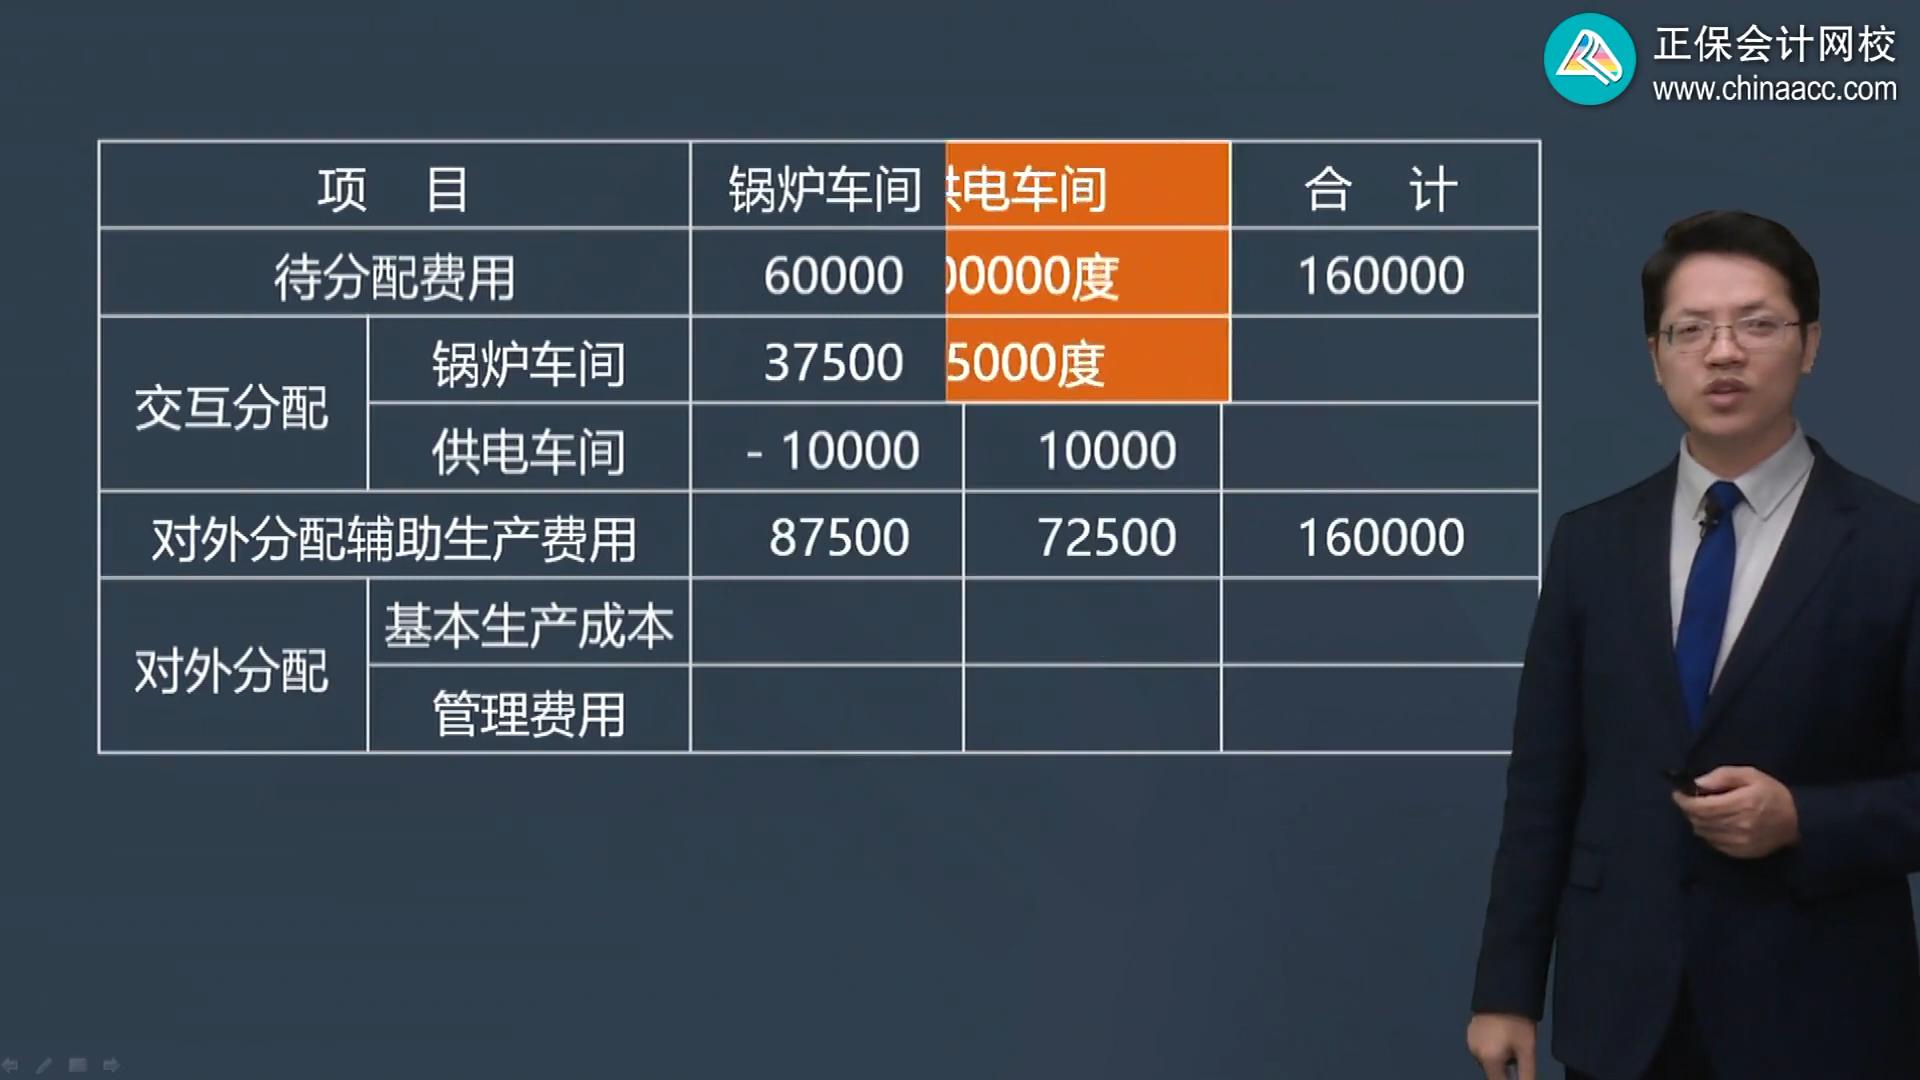 正保会计网校
www.chinaacc.com
项 目 锅炉车间 供电车间 合 计
待分配费用 60000 00000度 160000
交互分配 锅炉车间 37500 5000度
供电车间 - 10000 10000
对外分配辅助生产费用 87500 72500 160000
对外分配 基本生产成本
管理费用